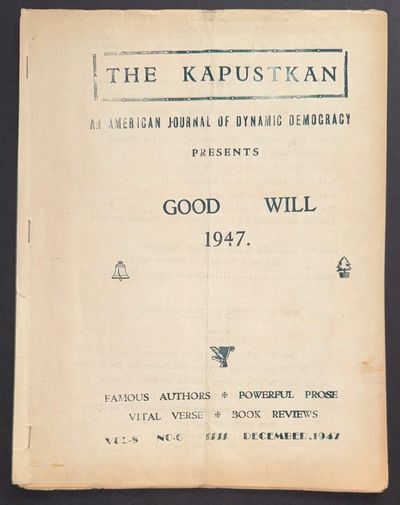 THE KAPUSTKAN
AN AMERICAN JOURNAL OF DYNAMIC DEMOCRACY
PRESENTS
GOOD WILL
1947.
FAMOUS AUTHORS * POWERFUL PROSE
VITAL VERSE * BOOK REVIEWS
VOL-8 NO-6 DECEMBER, 1947